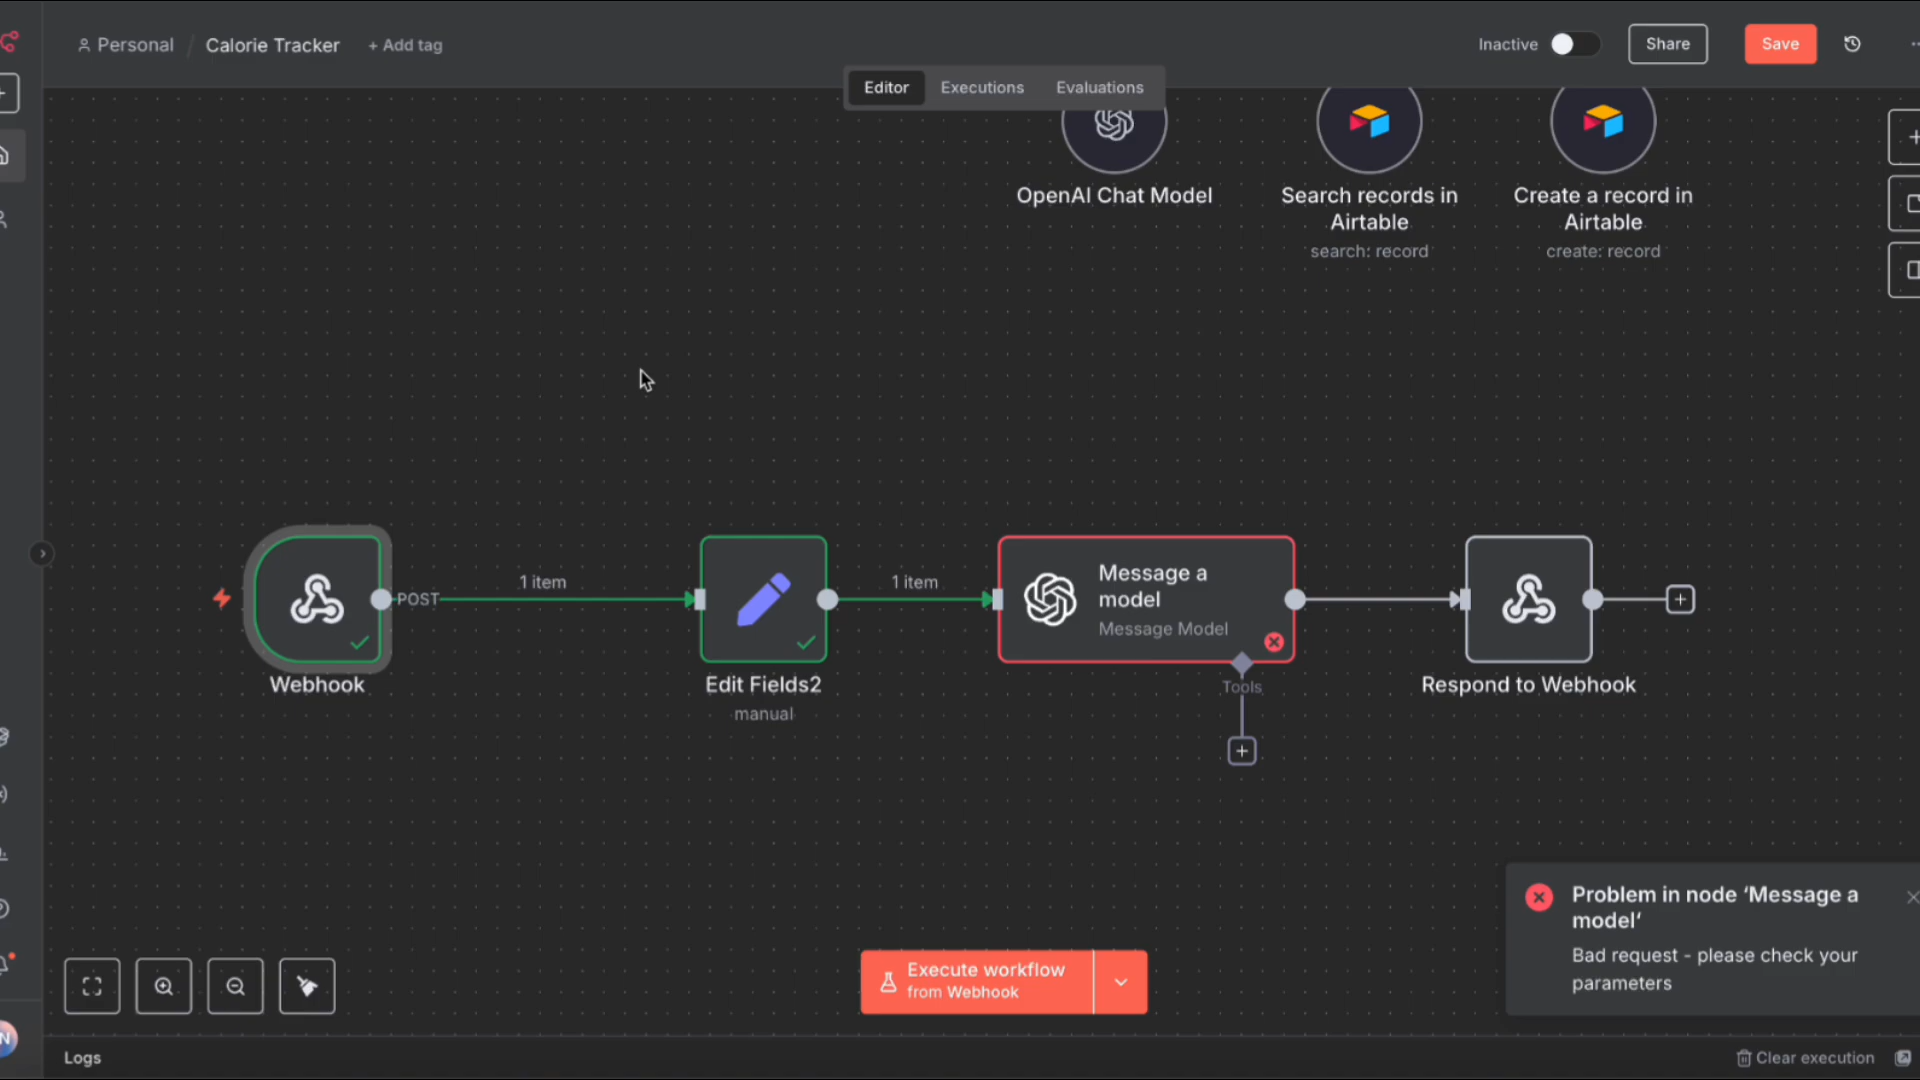 Personal / Calorie Tracker + Add tag
Inactive
Share
Save
Editor Executions Evaluations
OpenAI Chat Model
Search records in
Airtable
search: record
Create a record in
Airtable
create: record
POST
1 item
1 item
Message a
model
Message Model
Tools
Webhook
Edit Fields2
manual
Respond to Webhook
Problem in node ‘Message a
model‘
Bad request - please check your
parameters
Execute workflow
from Webhook
N
Logs
Clear execution